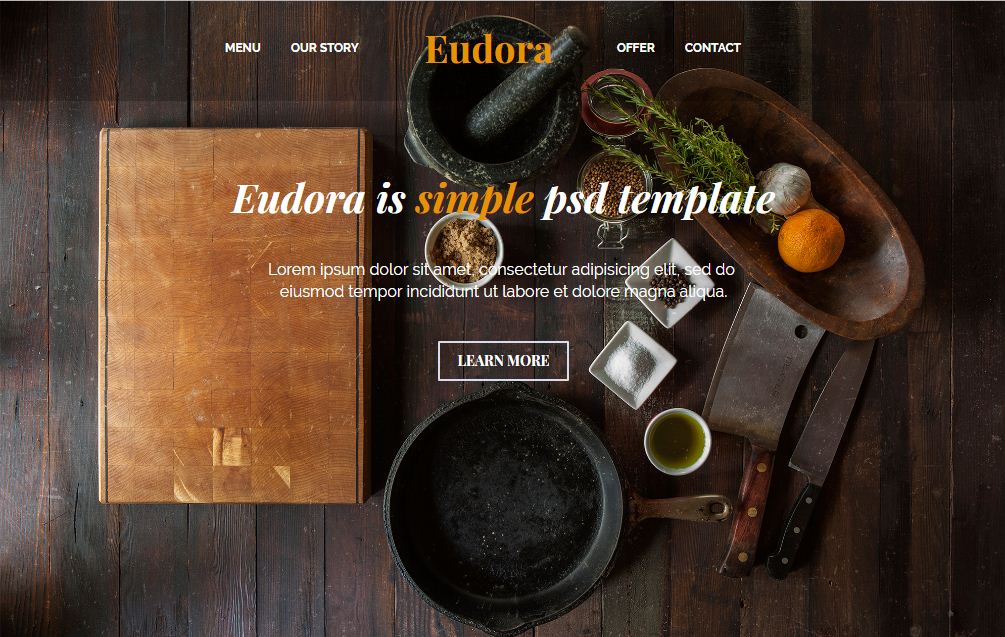 MENU OUR STORY Eudora OFFER CONTACT
Eudora is simple psd template
Lorem ipsum dolor sit amet, consectetur adipisicing elit, sed do
eiusmod tempor incididunt ut labore et dolore magna aliqua.
LEARN MORE